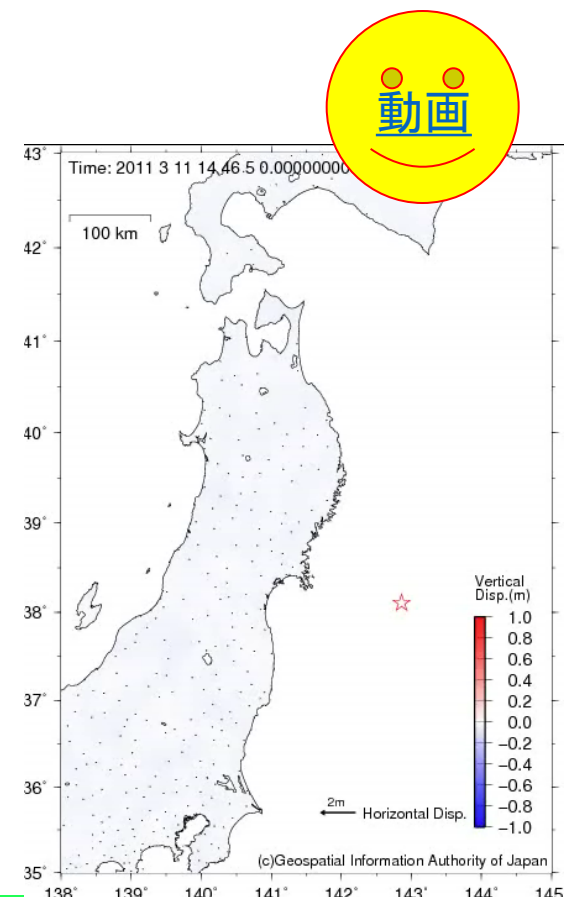 動画
43°
Time: 2011 3 11 14.46.5 0.00000000
100 km
42°
41°
40°
39°
38°
37°
36°
35°
Vertical
Disp.(m)
1.0
0.8
0.6
0.4
0.2
0.0
−0.2
−0.4
−0.6
−0.8
−1.0
2m
Horizontal Disp.
(c)Geospatial Information Authority of Japan
138° 139° 140° 141° 142° 143° 144° 145